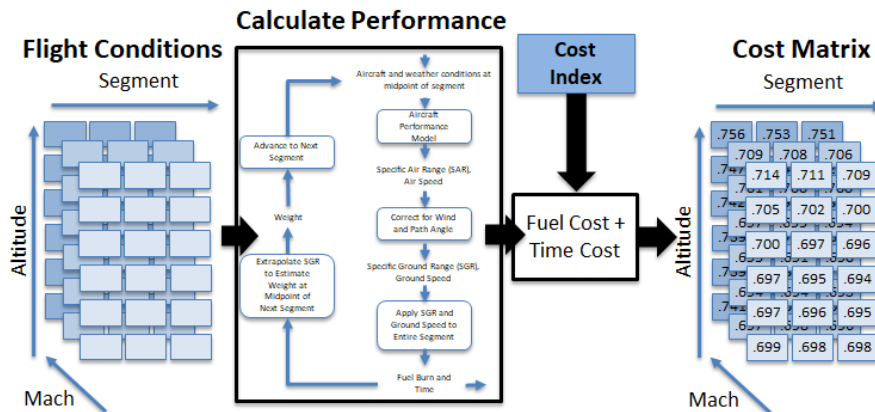 Calculate Performance
Flight Conditions
Segment
Altitude
Mach
Aircraft and weather conditions at
midpoint of segment
Aircraft
Performance
Model
Specific Air Range (SAR),
Air Speed
Correct for Wind
and Path Angle
Specific Ground Range (SGR),
Ground Speed
Apply SGR and
Ground Speed to
Entire Segment
Fuel Burn and
Time
Extrapolate SGR
to Estimate
Weight at
Midpoint of
Next Segment
Weight
Advance to Next
Segment
Cost
Index
Fuel Cost +
Time Cost
Cost Matrix
Segment
Altitude
Mach
.756 .753 .751
.709 .708 .706
.714 .711 .709
.705 .702 .700
.700 .697 .696
.697 .695 .694
.697 .696 .695
.699 .698 .698